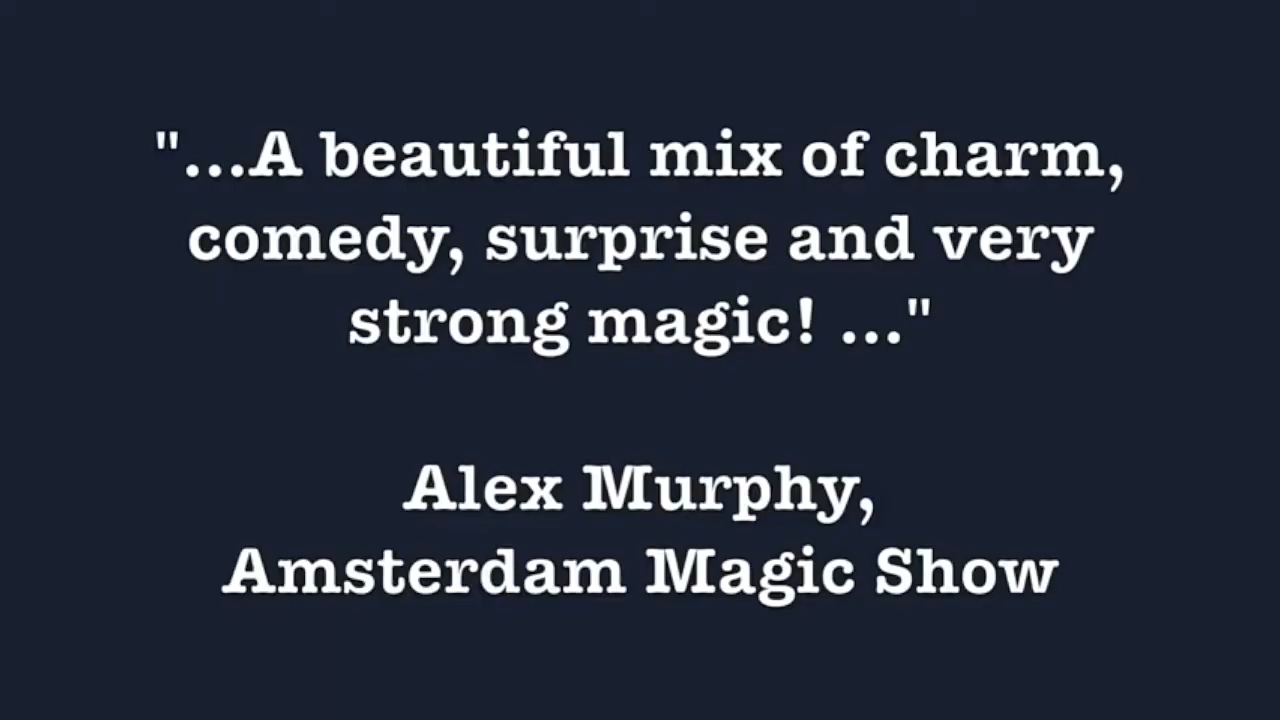 "...A beautiful mix of charm,
comedy, surprise and very
strong magic! ..."
Alex Murphy,
Amsterdam Magic Show